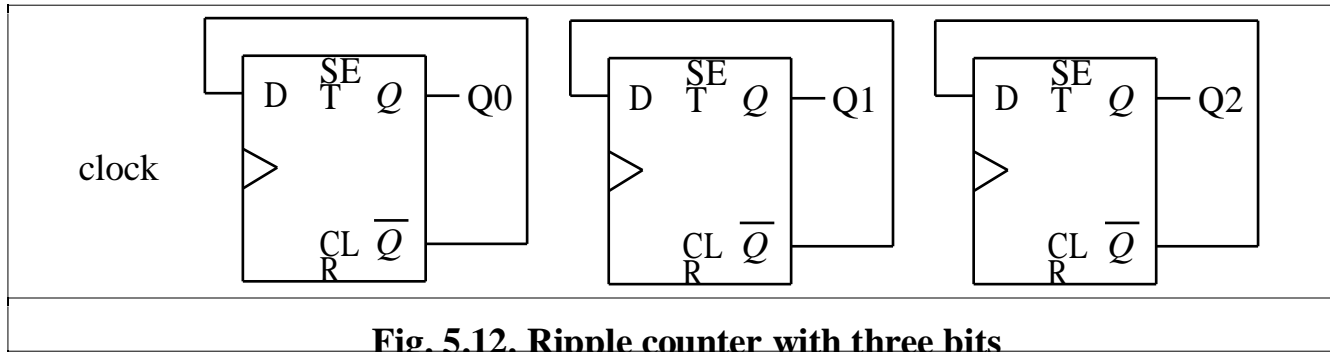 SE SE SE
D T Q Q0 D T Q Q1 D T Q Q2
clock
CL Q̅ CL Q̅ CL Q̅
R R R
Fig. 5.12. Ripple counter with three bits